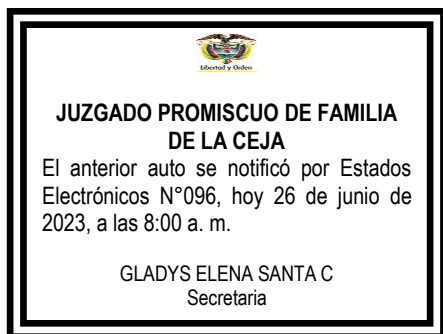 Libertad y Orden
JUZGADO PROMISCUO DE FAMILIA
DE LA CEJA
El anterior auto se notificó por Estados
Electrónicos N°096, hoy 26 de junio de
2023, a las 8:00 a. m.
GLADYS ELENA SANTA C
Secretaria